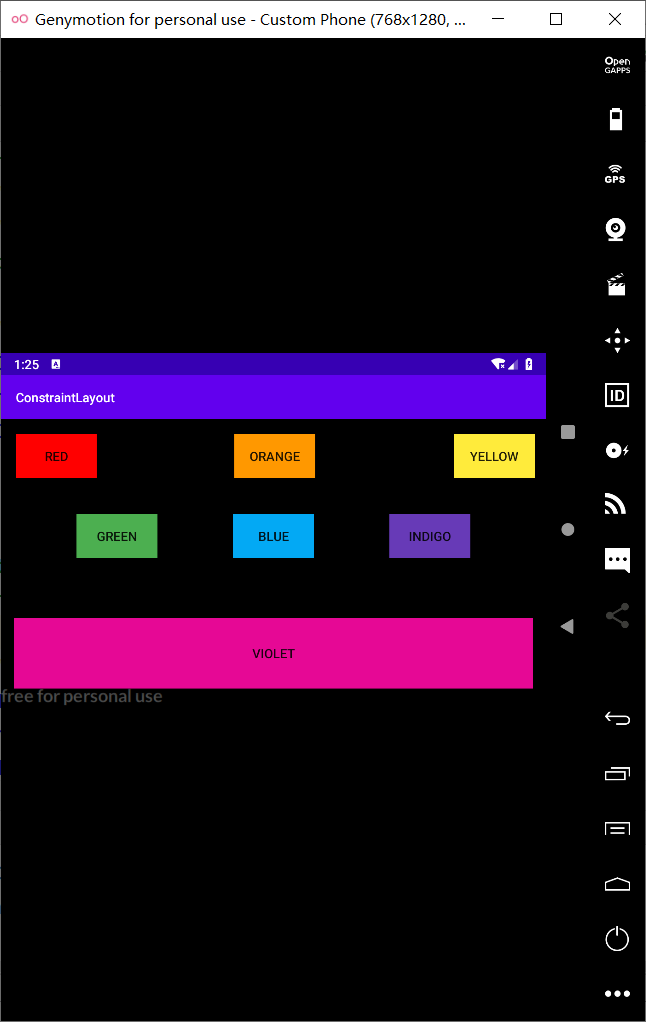 Genymotion for personal use - Custom Phone (768x1280, ...
Open
GAPPS
GPS
1:25 A
ConstraintLayout
RED ORANGE YELLOW
ID
GREEN BLUE INDIGO
VIOLET
free for personal use